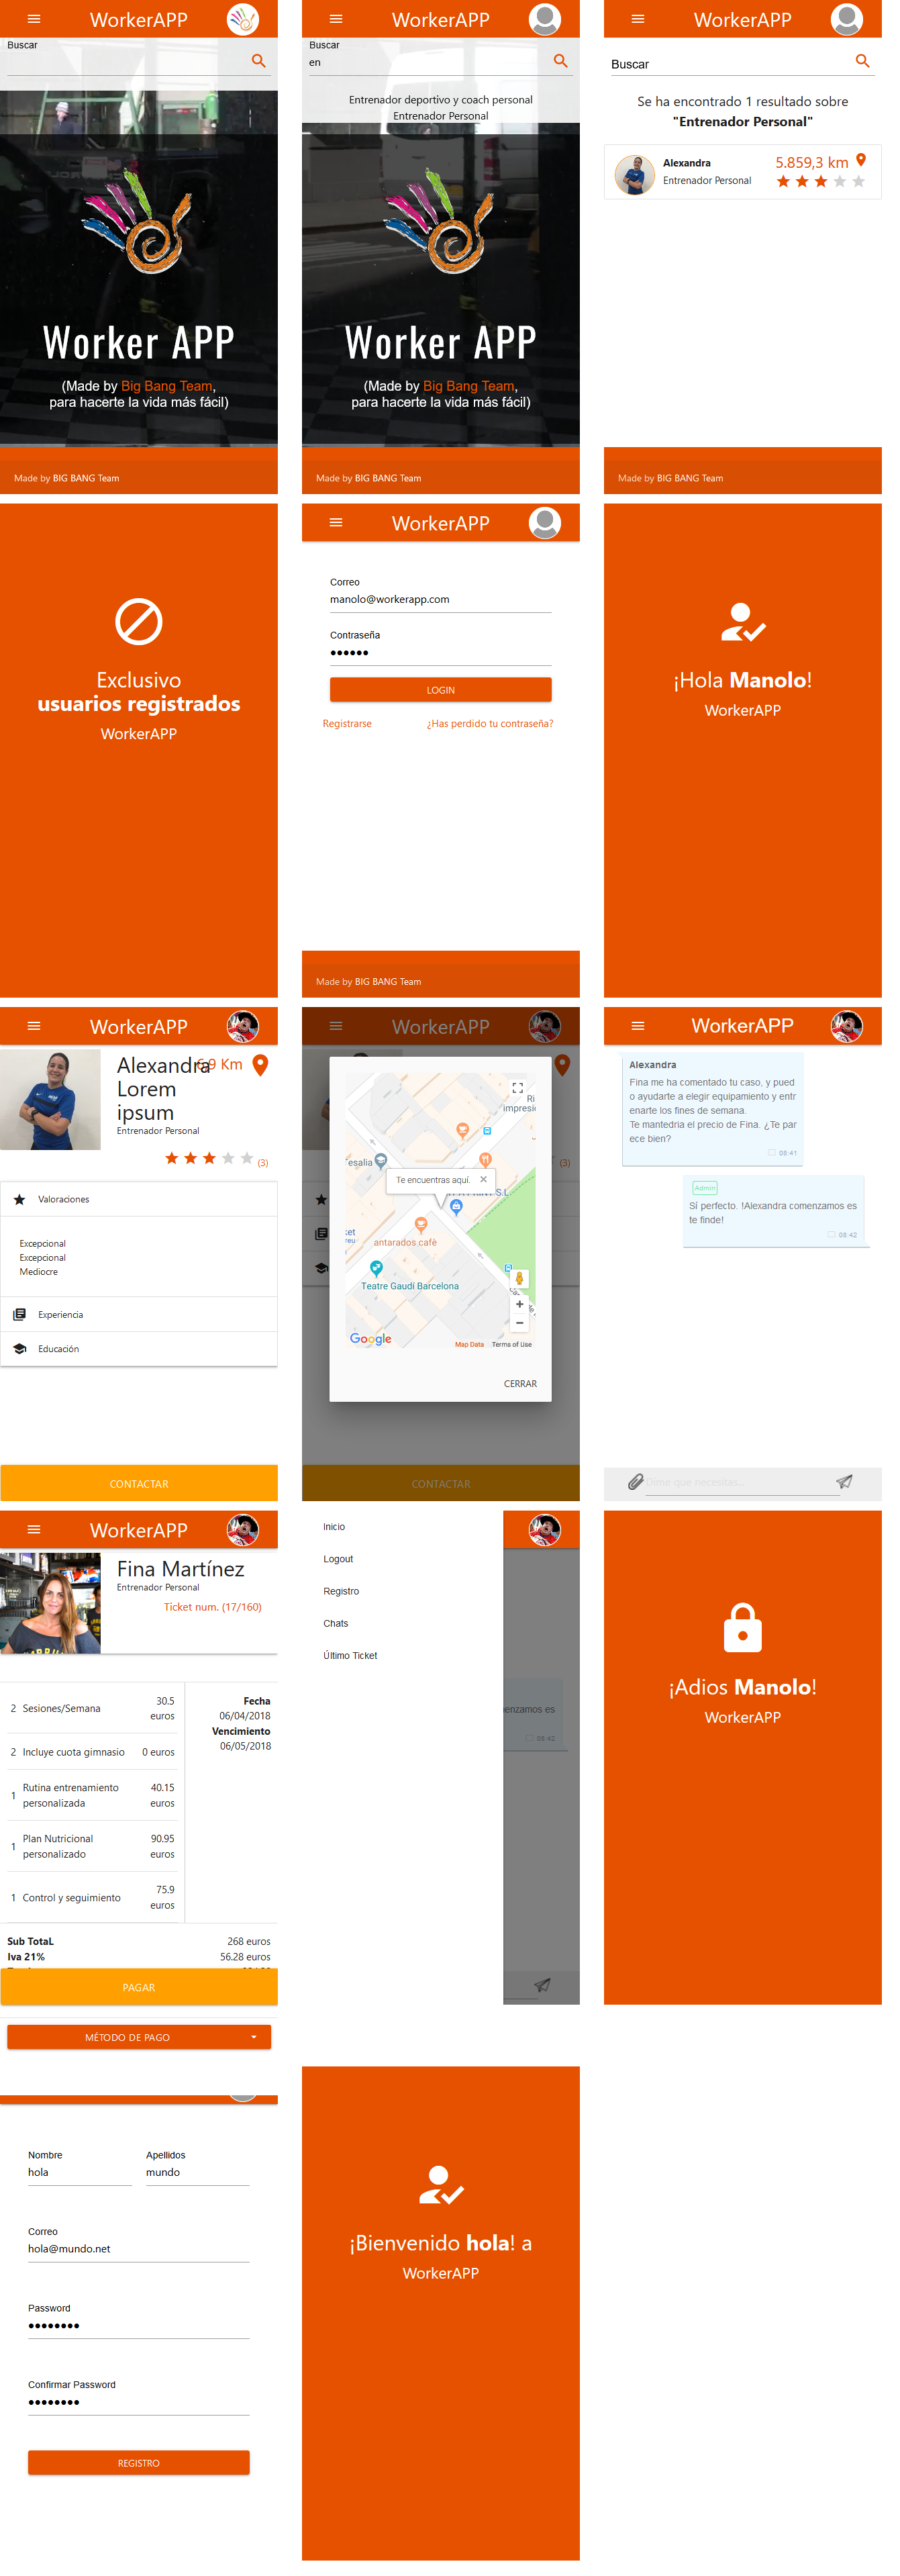 WorkerAPP
Buscar
Worker APP
(Made by Big Bang Team,
para hacerte la vida más fácil)
Made by BIG BANG Team
WorkerAPP
Buscar
en
Entrenador deportivo y coach personal
Entrenador Personal
Worker APP
(Made by Big Bang Team,
para hacerte la vida más fácil)
Made by BIG BANG Team
WorkerAPP
Buscar
Se ha encontrado 1 resultado sobre
"Entrenador Personal"
Alexandra
5.859,3 km
Entrenador Personal
Made by BIG BANG Team
Exclusivo
usuarios registrados
WorkerAPP
WorkerAPP
Correo
manolo@workerapp.com
Contraseña
LOGIN
Registrarse
¿Has perdido tu contraseña?
Made by BIG BANG Team
¡Hola Manolo!
WorkerAPP
WorkerAPP
Alexandra
6,9 Km
Lorem
ipsum
Entrenador Personal
(3)
Valoraciones
Excepcional
Excepcional
Mediocre
Experiencia
Educación
CONTACTAR
WorkerAPP
(3)
Ri
impresió
esalia
Te encuentras aquí.
S.L.
ket
reu
antarados cafè
Teatre Gaudí Barcelona
Google
Map Data
Terms of Use
CERRAR
CONTACTAR
WorkerAPP
Alexandra
Fina me ha comentado tu caso, y pued
o ayudarte a elegir equipamiento y entr
enarte los fines de semana.
Te mantedria el precio de Fina. ¿Te par
ece bien?
08:41
Admin
Sí perfecto. !Alexandra comenzamos es
te finde!
08:42
Dime que necesitas...
WorkerAPP
Fina Martínez
Entrenador Personal
Ticket num. (17/160)
2 Sesiones/Semana 30.5 euros
2 Incluye cuota gimnasio 0 euros
1 Rutina entrenamiento personalizada 40.15 euros
1 Plan Nutricional personalizado 90.95 euros
1 Control y seguimiento 75.9 euros
Fecha
06/04/2018
Vencimiento
06/05/2018
Sub TotaL 268 euros
Iva 21% 56.28 euros
PAGAR
MÉTODO DE PAGO
Inicio
Logout
Registro
Chats
Último Ticket
enzamos es
08:42
¡Adios Manolo!
WorkerAPP
Nombre
hola
Apellidos
mundo
Correo
hola@mundo.net
Password
Confirmar Password
REGISTRO
¡Bienvenido hola! a
WorkerAPP